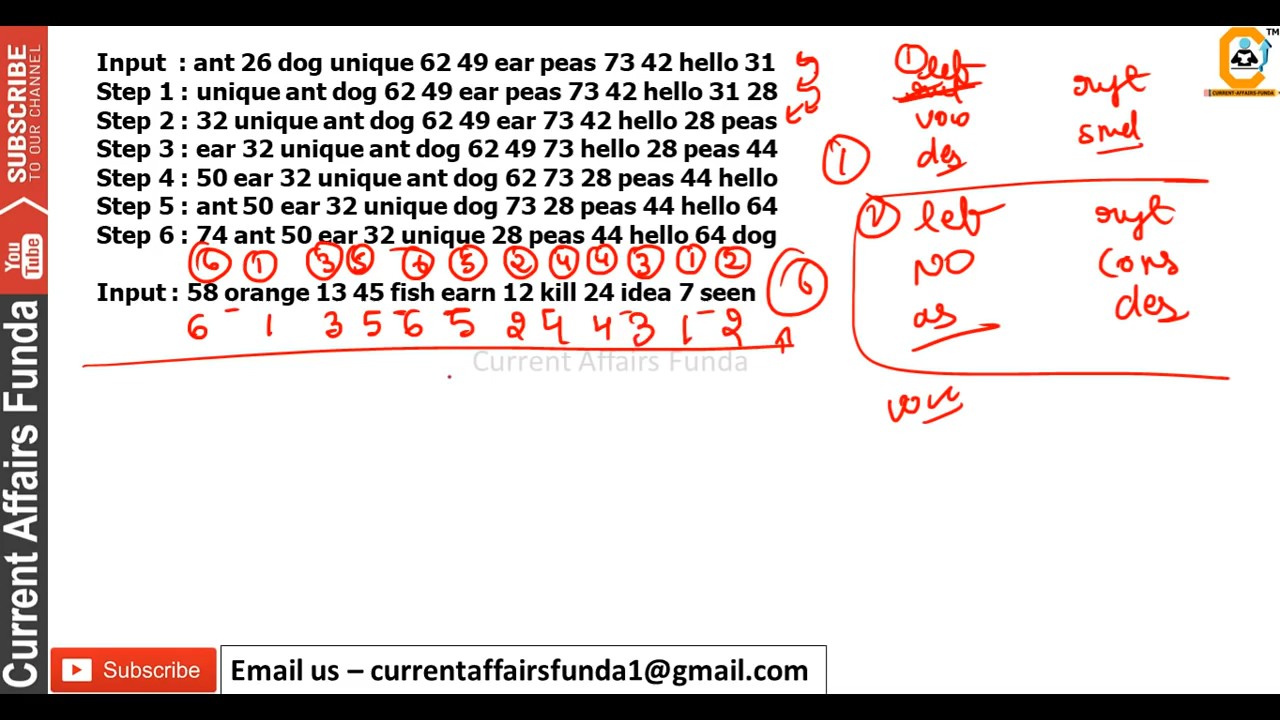 Input : ant 26 dog unique 62 49 ear peas 73 42 hello 31
Step 1 : unique ant dog 62 49 ear peas 73 42 hello 31 28
Step 2 : 32 unique ant dog 62 49 ear 73 42 hello 28 peas
Step 3 : ear 32 unique ant dog 62 49 73 hello 28 peas 44
Step 4 : 50 ear 32 unique ant dog 62 73 28 peas 44 hello
Step 5 : ant 50 ear 32 unique dog 73 28 peas 44 hello 64
Step 6 : 74 ant 50 ear 32 unique 28 peas 44 hello 64 dog
6 1 3 5 6 5 2 4 4 3 1 2
Input : 58 orange 13 45 fish earn 12 kill 24 idea 7 seen 6
6 1 3 5 6 5 2 4 4 3 1 2
1
1
des
2
NO
Cons
as
des
Current Affairs Funda
SUBSCRIBE
TO OUR CHANNEL
You Tube
Current Affairs Funda
TM
CURRENT-AFFAIRS-FUNDA
Subscribe
Email us – currentaffairsfunda1@gmail.com